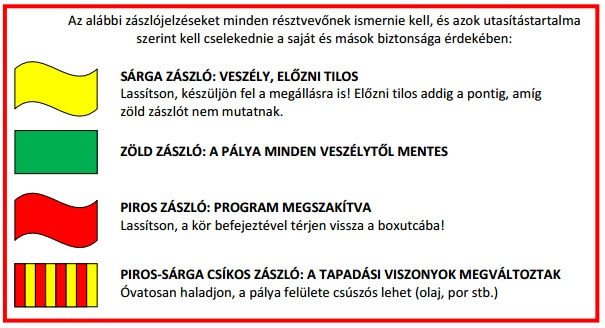 Az alábbi zászlójelzéseket minden résztvevőnek ismernie kell, és azok utasítástartalma
szerint kell cselekednie a saját és mások biztonsága érdekében:
SÁRGA ZÁSZLÓ: VESZÉLY, ELŐZNI TILOS
Lassítson, készüljön fel a megállásra is! Előzni tilos addig a pontig, amíg
zöld zászlót nem mutatnak.
ZÖLD ZÁSZLÓ: A PÁLYA MINDEN VESZÉLYTŐL MENTES
PIROS ZÁSZLÓ: PROGRAM MEGSZAKÍTVA
Lassítson, a kör befejeztével térjen vissza a boxutcába!
PIROS-SÁRGA CSÍKOS ZÁSZLÓ: A TAPADÁSI VISZONYOK MEGVÁLTOZTAK
Óvatosan haladjon, a pálya felülete csúszós lehet (olaj, por stb.)